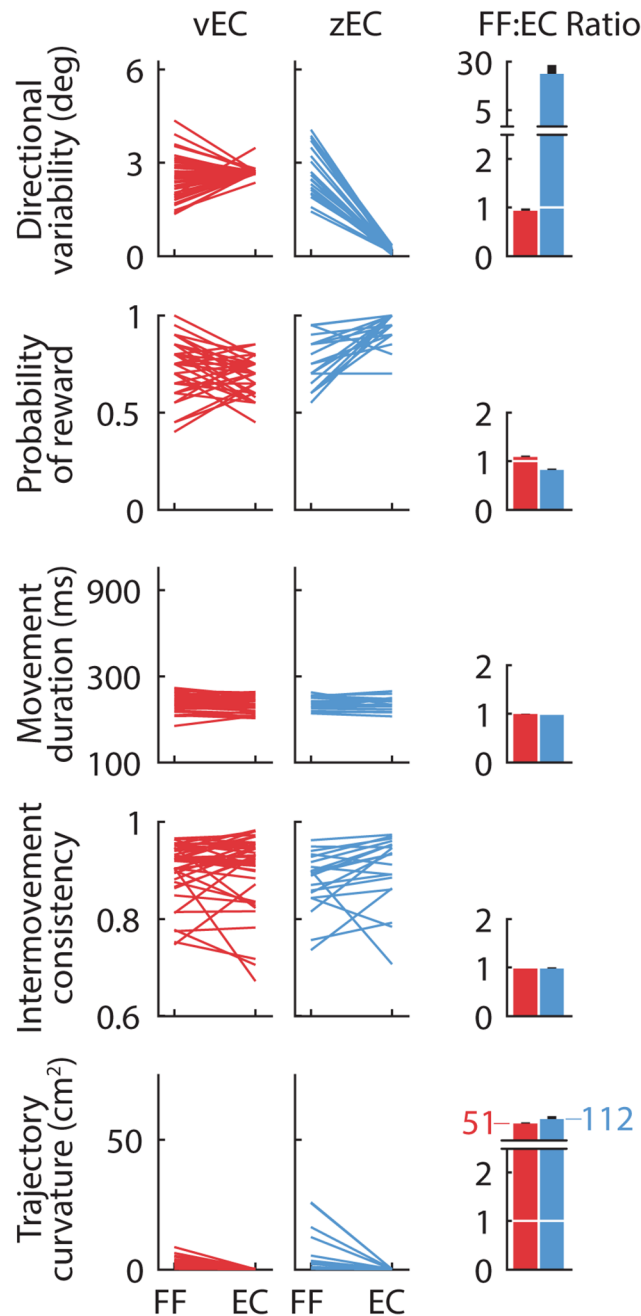 vEC zEC FF:EC Ratio
Directional
variability (deg)
6
3
0
30
5
2
1
0
Probability
of reward
1
0.5
0
2
1
0
Movement
duration (ms)
900
300
100
2
1
0
Intermovement
consistency
1
0.8
0.6
2
1
0
Trajectory
curvature (cm²)
50
0
51
112
2
1
0
FF EC FF EC